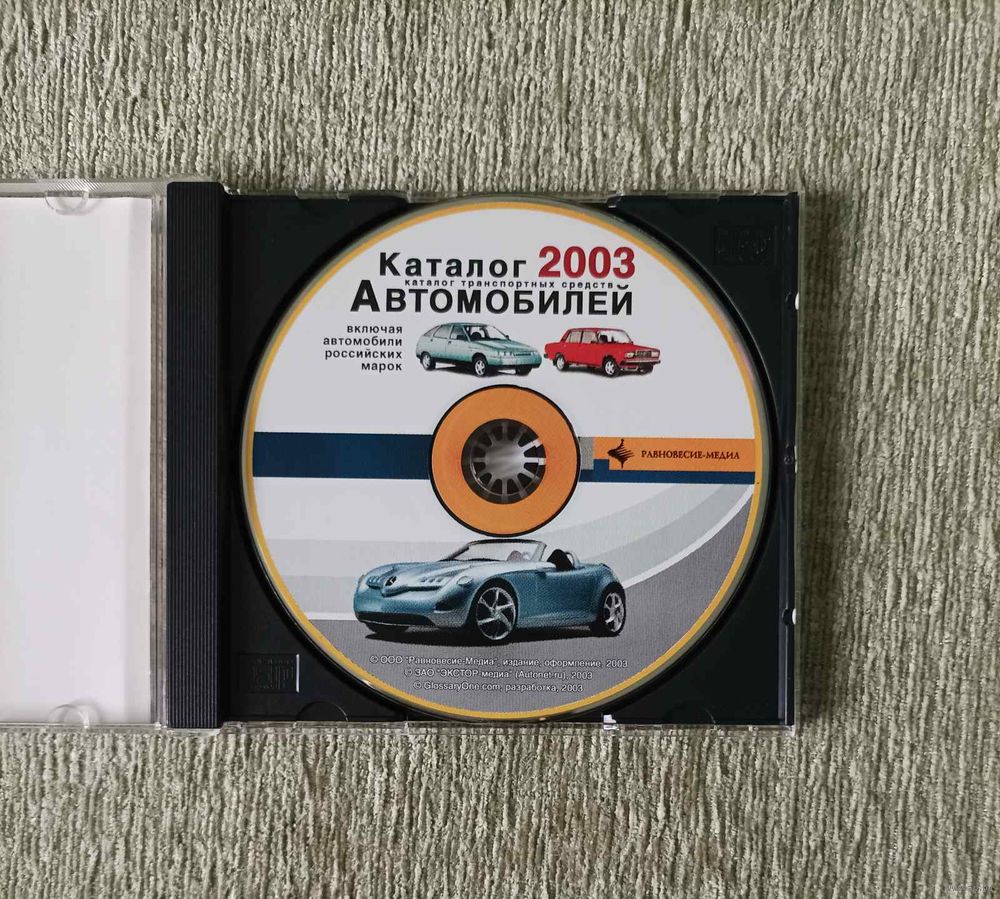 Каталог 2003
каталог транспортных средств
АВТОМОБИЛЕЙ
включая
автомобили
российских
марок
РАВНОВЕСИЕ-МЕДИА
© ООО "Равновесие-Медиа", издание, оформление, 2003
© ЗАО "ЭКСТОР-медиа" (Autonet.ru), 2003
© GlossaryOne.com, разработка, 2003